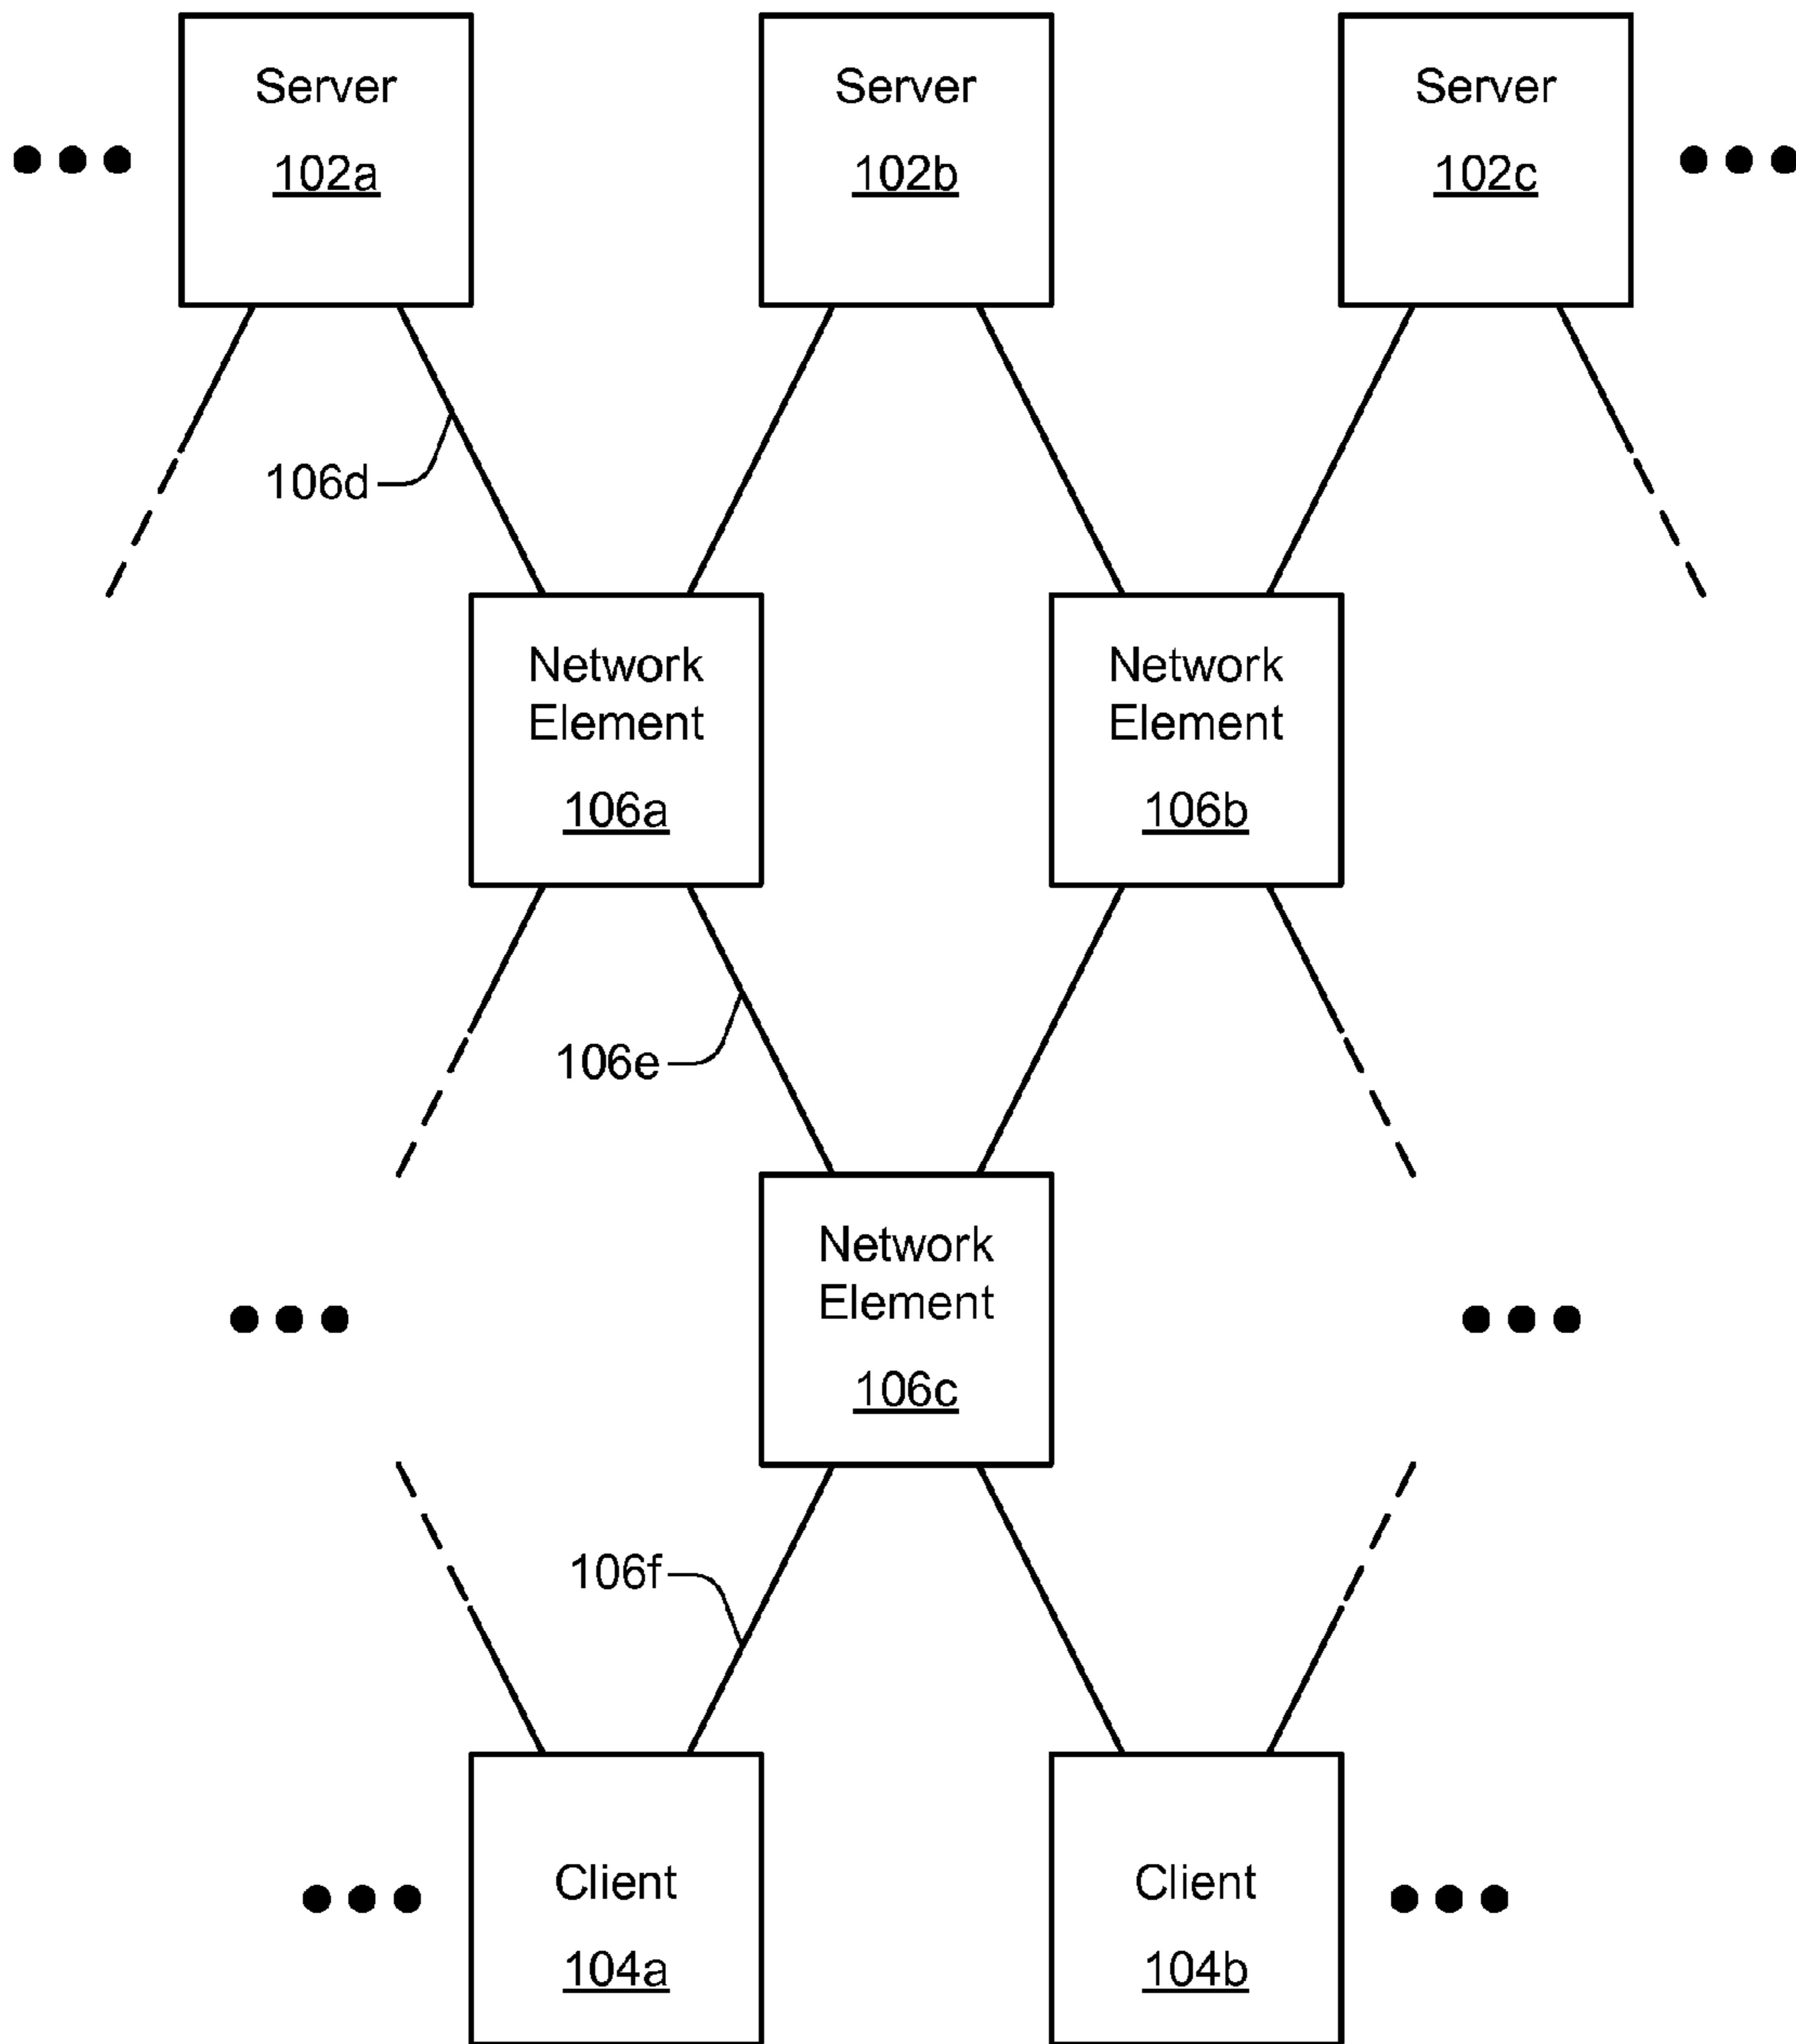 Server
102a
Server
102b
Server
102c
106d
Network
Element
106a
Network
Element
106b
106e
Network
Element
106c
106f
Client
104a
Client
104b